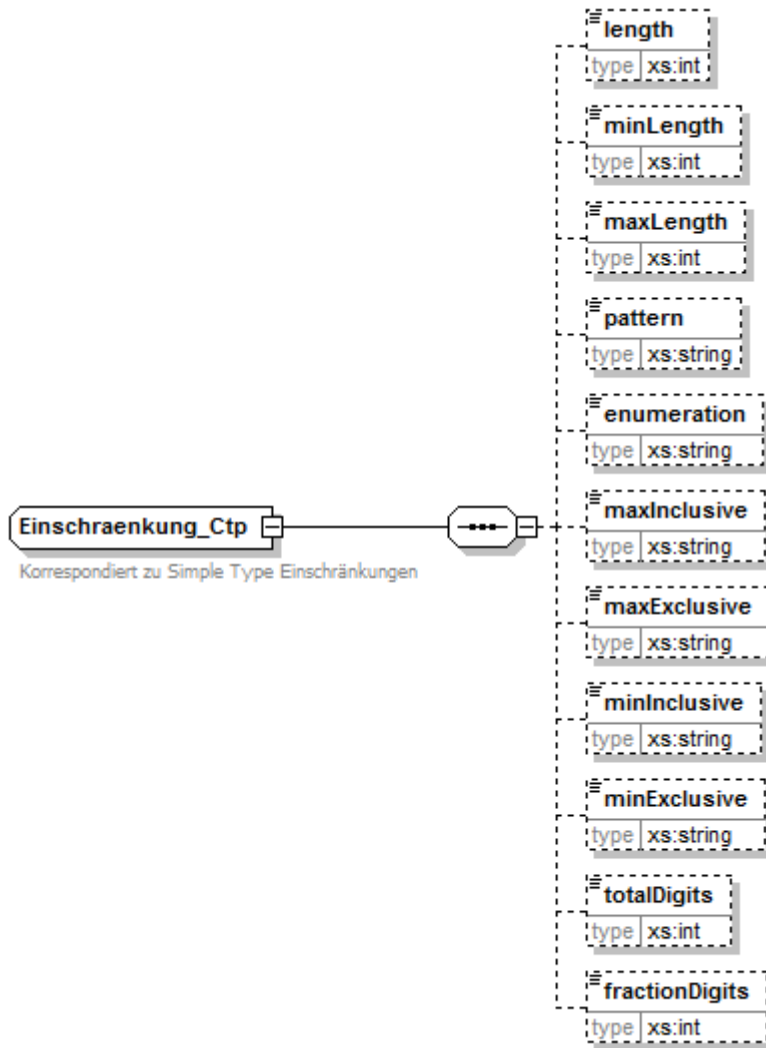 length
type xs:int
minLength
type xs:int
maxLength
type xs:int
pattern
type xs:string
enumeration
type xs:string
Einschraenkung_Ctp
Korrespondiert zu Simple Type Einschränkungen
maxInclusive
type xs:string
maxExclusive
type xs:string
minInclusive
type xs:string
minExclusive
type xs:string
totalDigits
type xs:int
fractionDigits
type xs:int